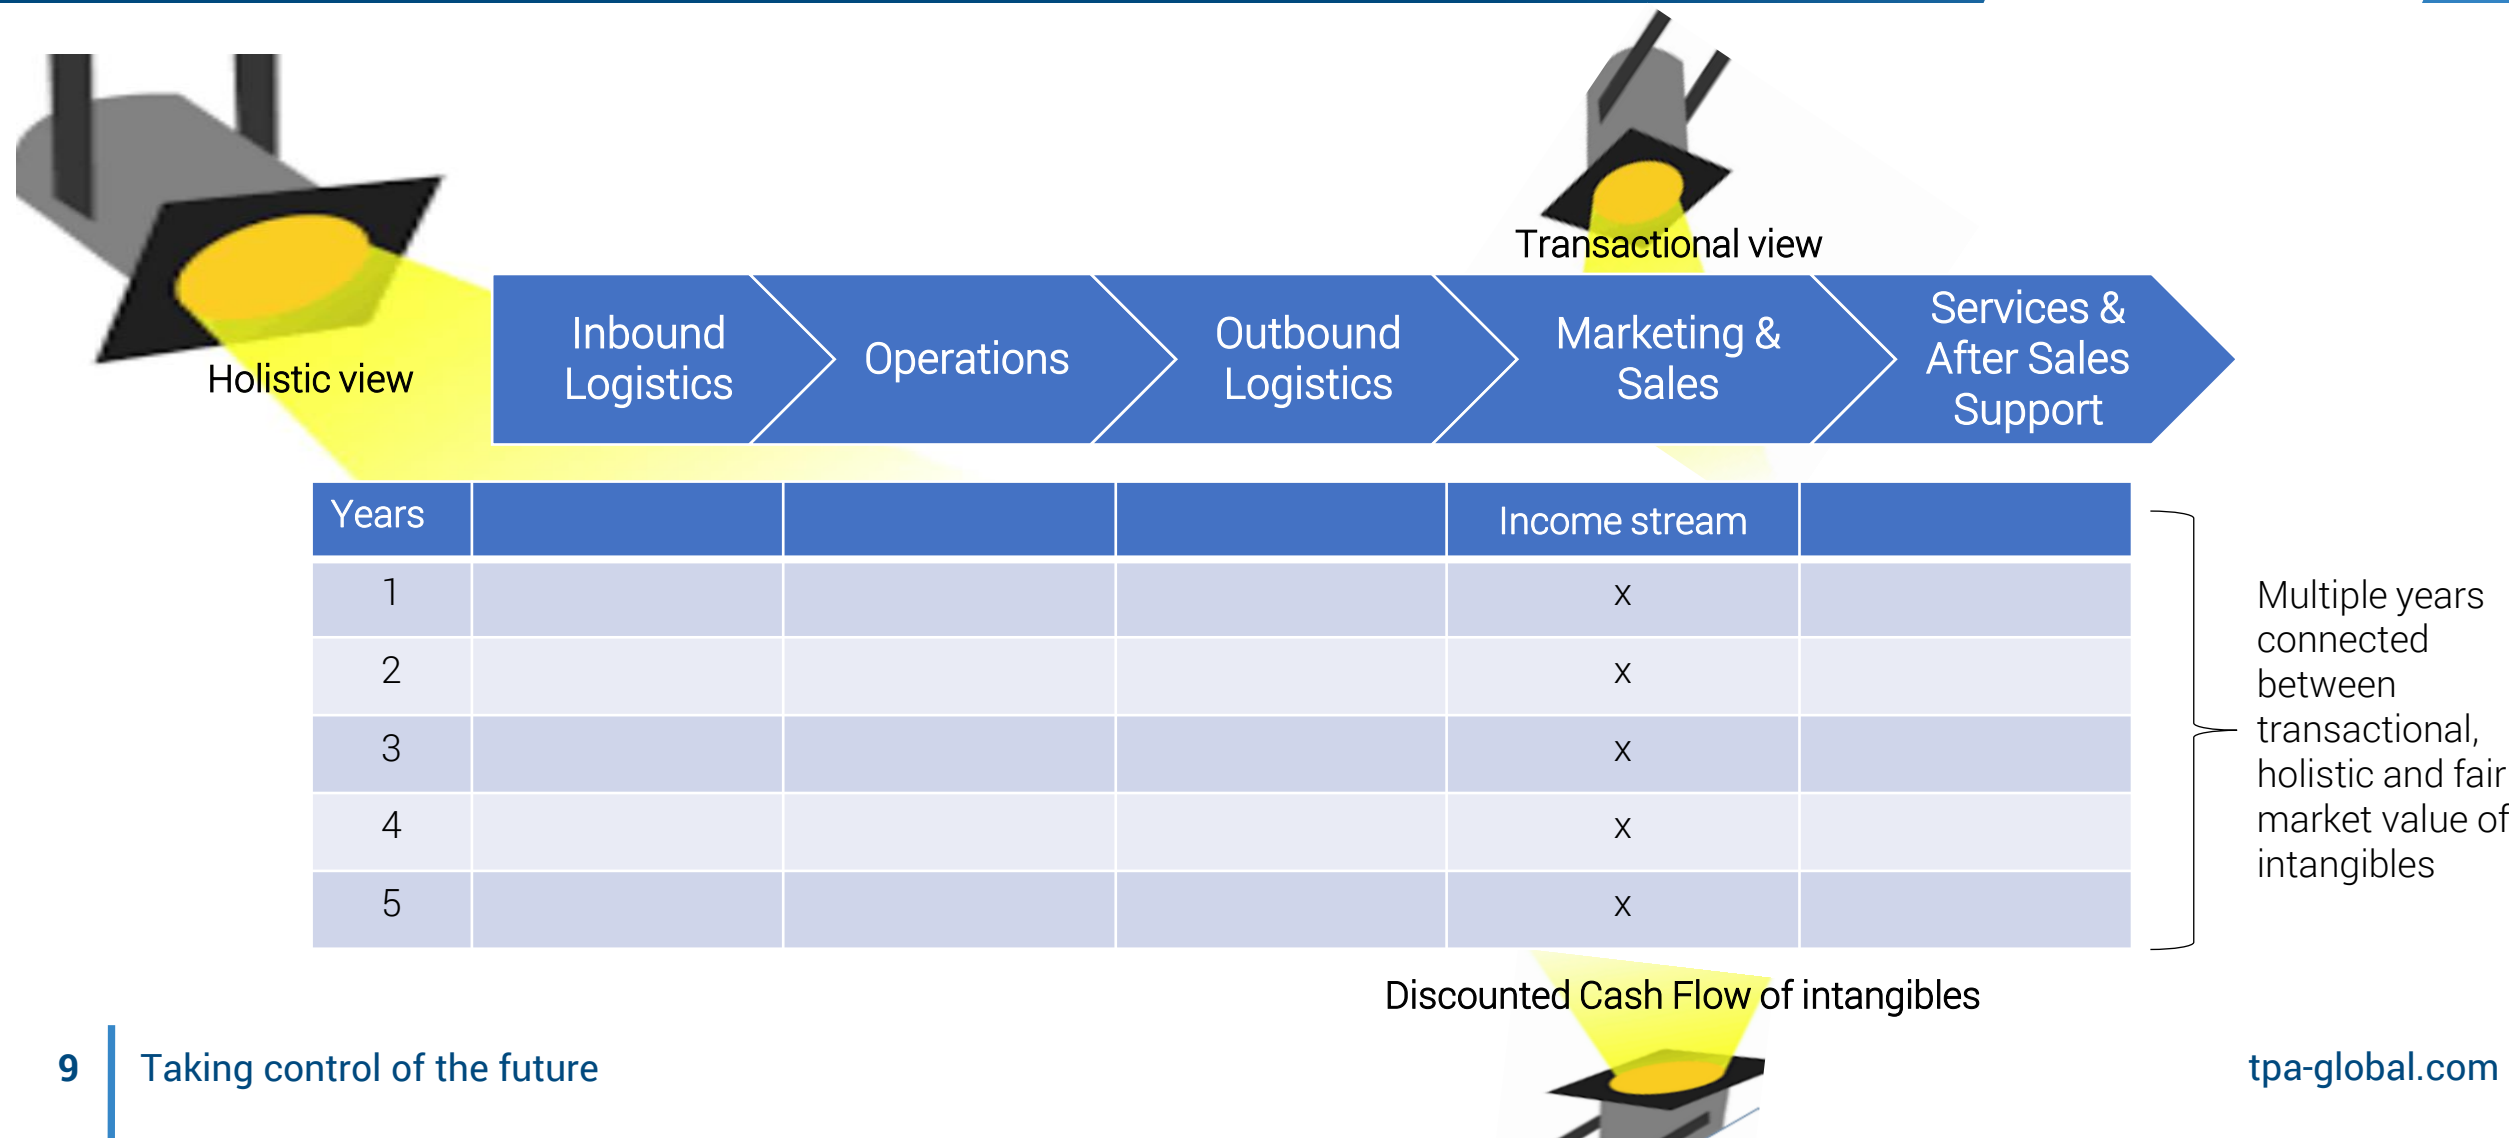 Transactional view
Holistic view
Inbound
Logistics
Operations
Outbound
Logistics
Marketing &
Sales
Services &
After Sales
Support
Years
Income stream
1
x
2
x
3
x
4
x
5
x
Multiple years
connected
between
transactional,
holistic and fair
market value of
intangibles
Discounted Cash Flow of intangibles
9
Taking control of the future
tpa-global.com